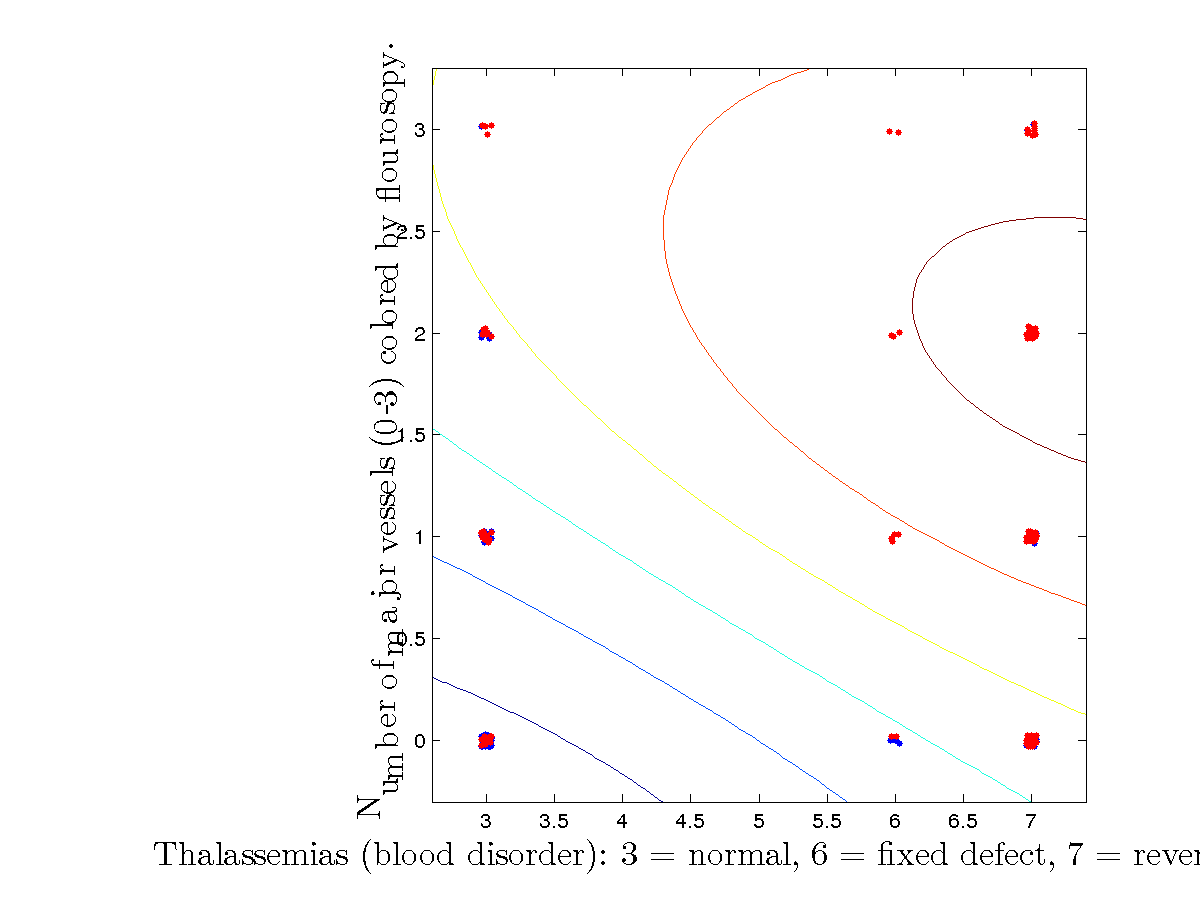 Number of major vessels (0-3) colored by flourosopy.
3
2.5
2
1.5
1
0.5
0
3 3.5 4 4.5 5 5.5 6 6.5 7
Thalassemias (blood disorder): 3 = normal, 6 = fixed defect, 7 = rever